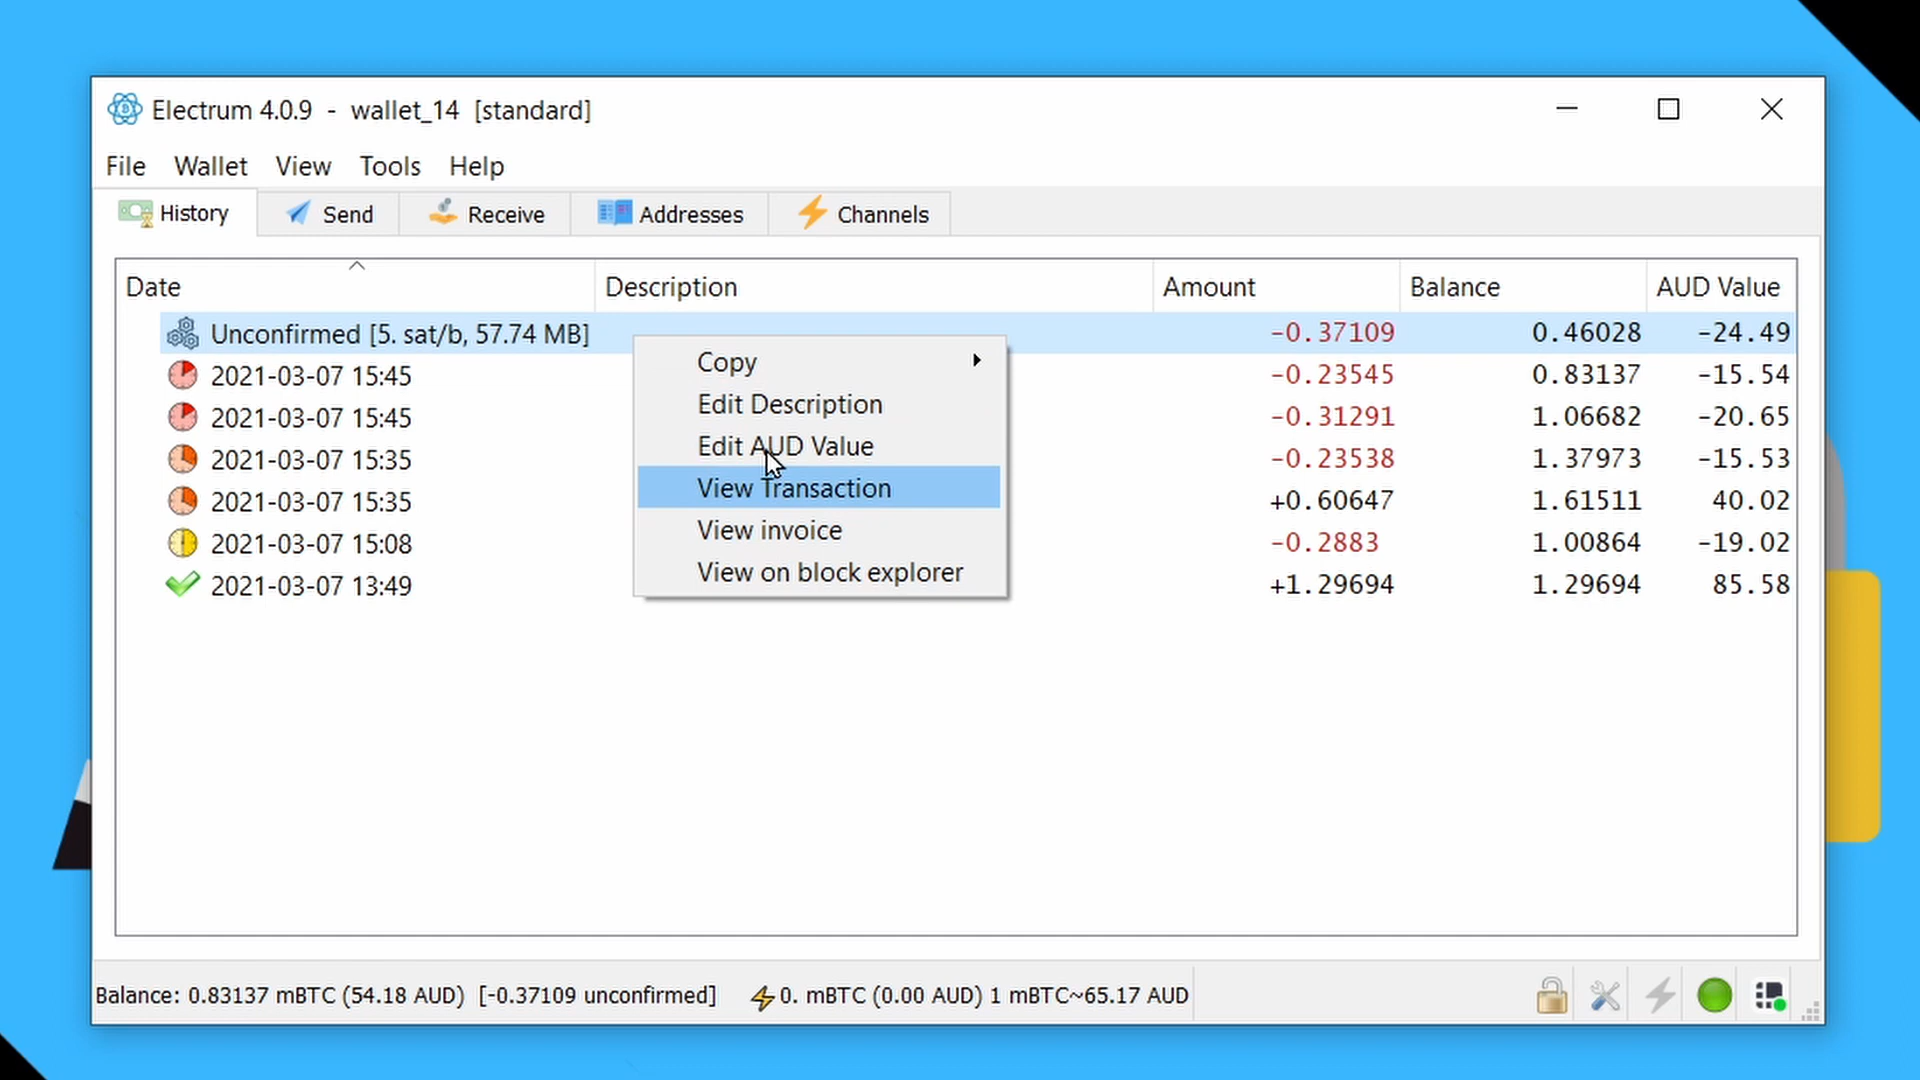 Electrum 4.0.9 - wallet_14 [standard]
File Wallet View Tools Help
History Send Receive Addresses Channels
Date Description Amount Balance AUD Value
Unconfirmed [5. sat/b, 57.74 MB] -0.37109 0.46028 -24.49
2021-03-07 15:45 -0.23545 0.83137 -15.54
2021-03-07 15:45 -0.31291 1.06682 -20.65
2021-03-07 15:35 -0.23538 1.37973 -15.53
2021-03-07 15:35 +0.60647 1.61511 40.02
2021-03-07 15:08 -0.2883 1.00864 -19.02
2021-03-07 13:49 +1.29694 1.29694 85.58
Copy
Edit Description
Edit AUD Value
View Transaction
View invoice
View on block explorer
Balance: 0.83137 mBTC (54.18 AUD) [-0.37109 unconfirmed] 0. mBTC (0.00 AUD) 1 mBTC~65.17 AUD